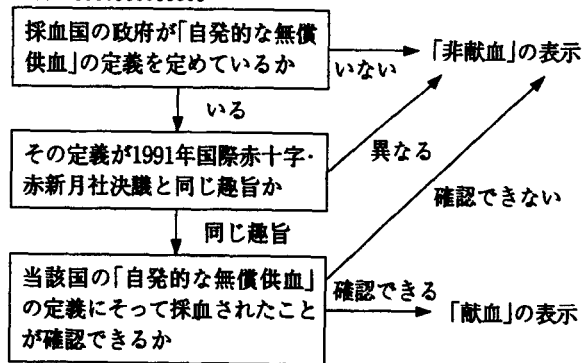 採血国の政府が「自発的な無償
供血」の定義を定めているか
いない
「非献血」の表示
いる
その定義が1991年国際赤十字・
赤新月社決議と同じ趣旨か
異なる
確認できない
同じ趣旨
当該国の「自発的な無償供血」
の定義にそって採血されたこと
が確認できるか
確認できる
「献血」の表示